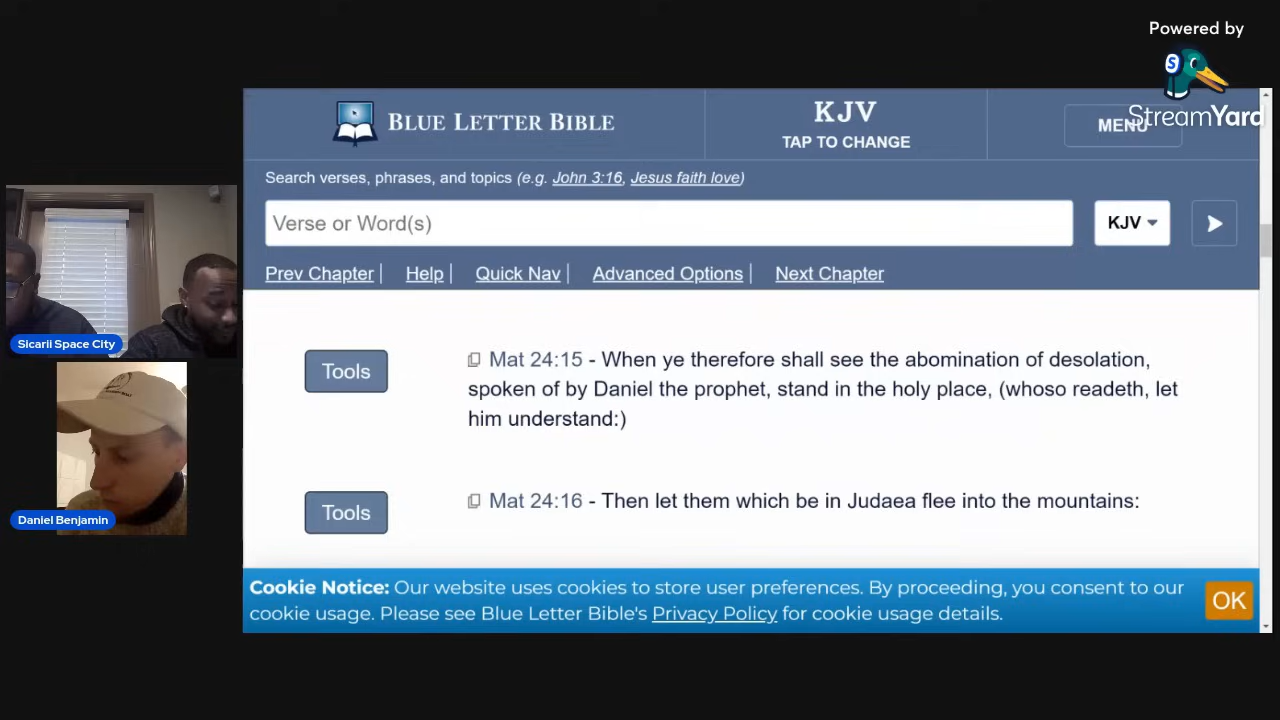 Powered by
StreamYard
BLUE LETTER BIBLE
KJV
TAP TO CHANGE
MENU
Search verses, phrases, and topics (e.g. John 3:16, Jesus faith love)
Verse or Word(s)
KJV
Prev Chapter | Help | Quick Nav | Advanced Options | Next Chapter
Tools
Mat 24:15 - When ye therefore shall see the abomination of desolation,
spoken of by Daniel the prophet, stand in the holy place, (whoso readeth, let
him understand:)
Tools
Mat 24:16 - Then let them which be in Judaea flee into the mountains:
Cookie Notice: Our website uses cookies to store user preferences. By proceeding, you consent to our
cookie usage. Please see Blue Letter Bible's Privacy Policy for cookie usage details.
OK
Sicarii Space City
Daniel Benjamin